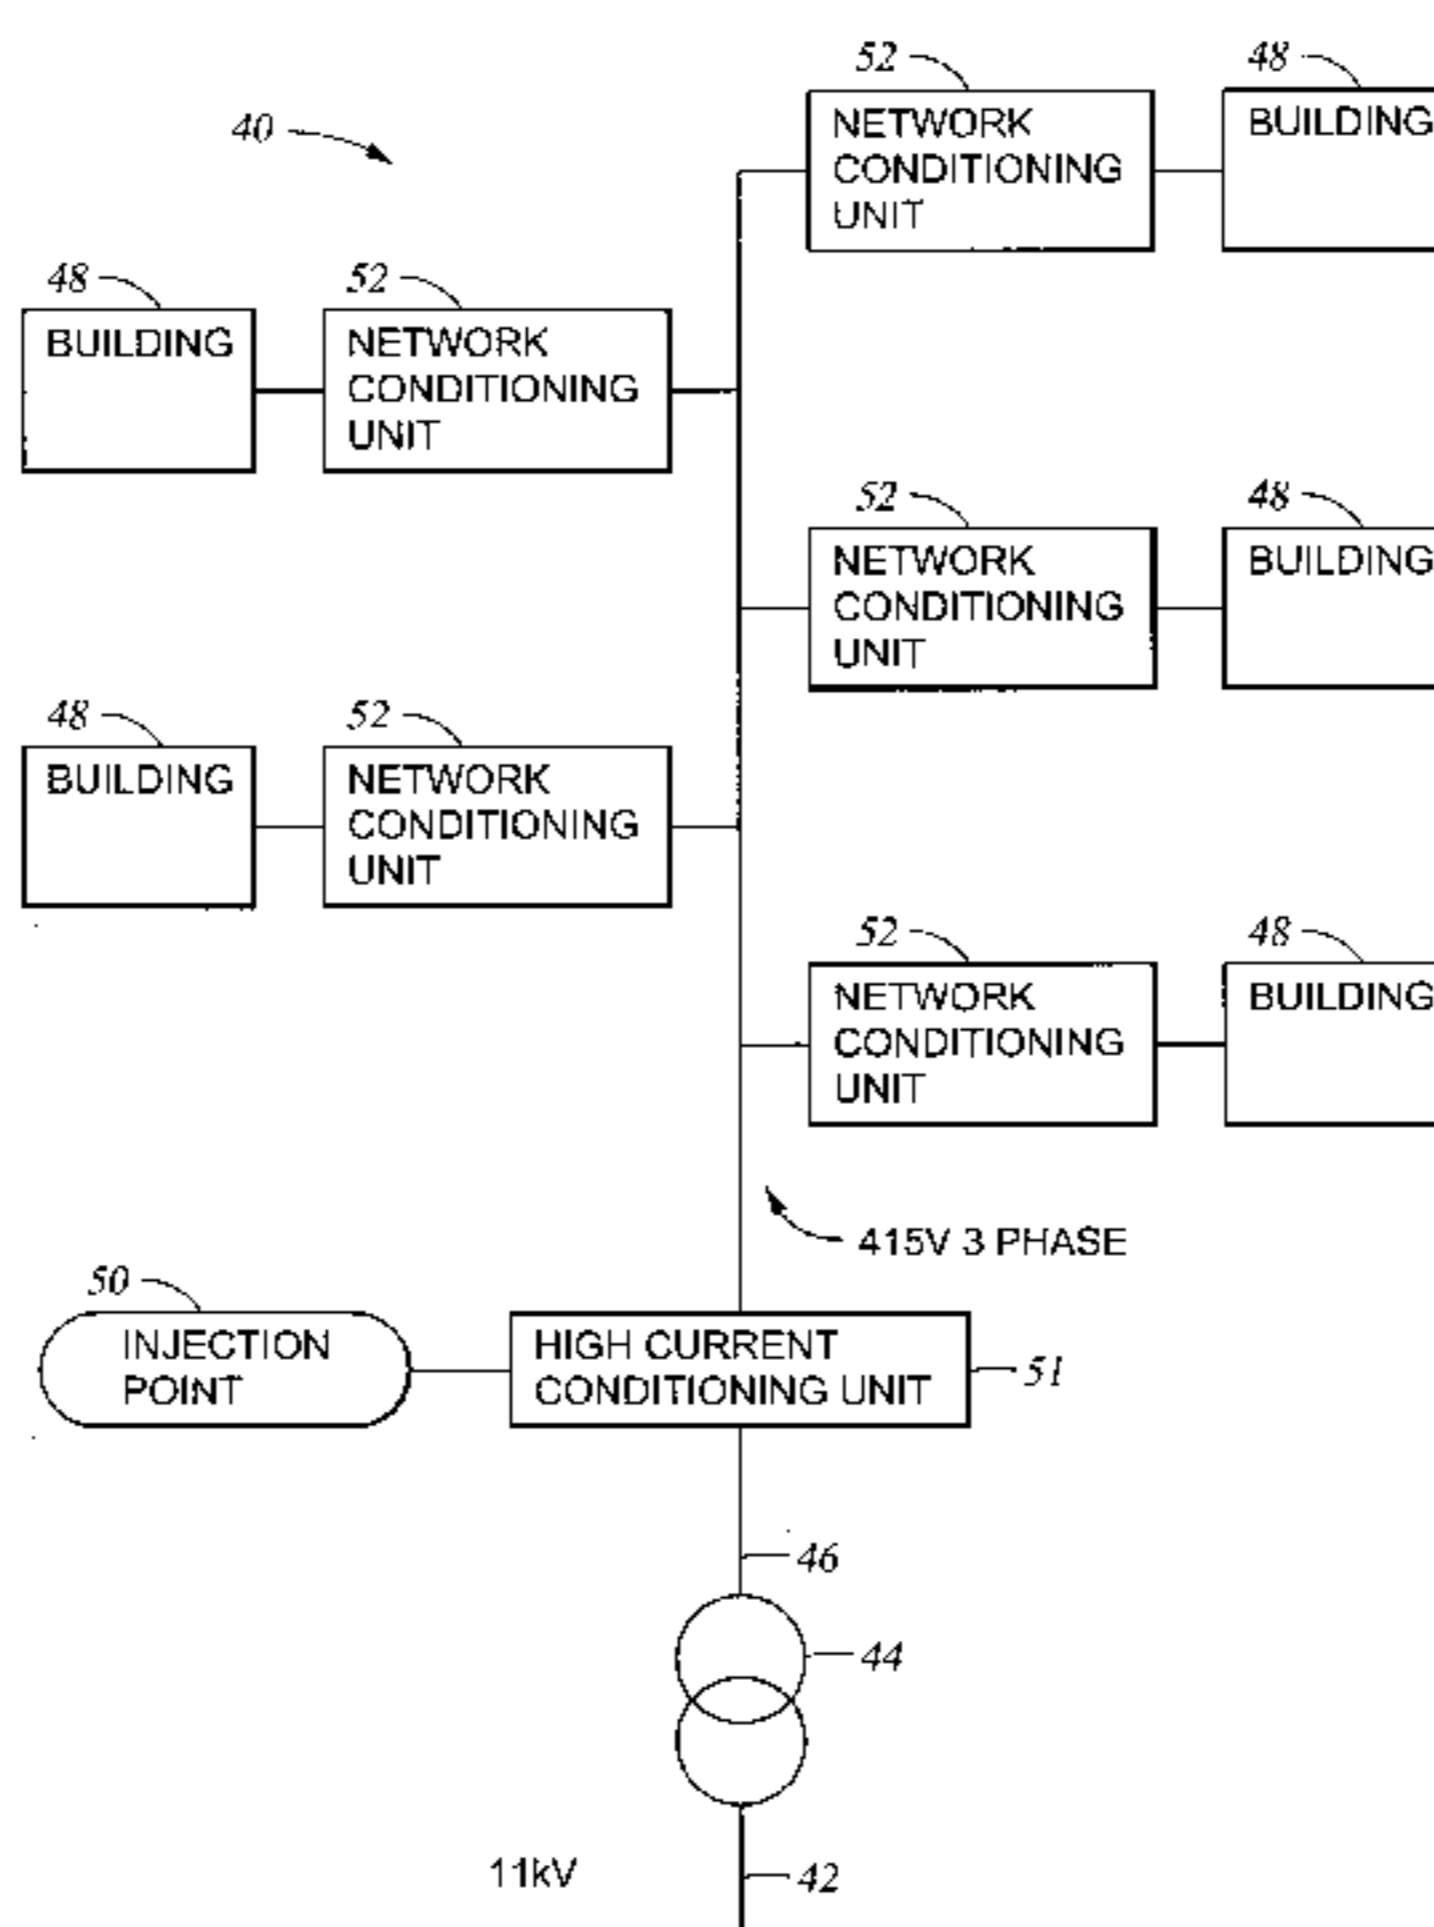 52
48
40
NETWORK
CONDITIONING
UNIT
BUILDING
48
52
BUILDING
NETWORK
CONDITIONING
UNIT
52
48
NETWORK
CONDITIONING
UNIT
BUILDING
48
52
BUILDING
NETWORK
CONDITIONING
UNIT
52
48
NETWORK
CONDITIONING
UNIT
BUILDING
415V 3 PHASE
50
INJECTION
POINT
HIGH CURRENT
CONDITIONING UNIT
51
46
44
11kV
42